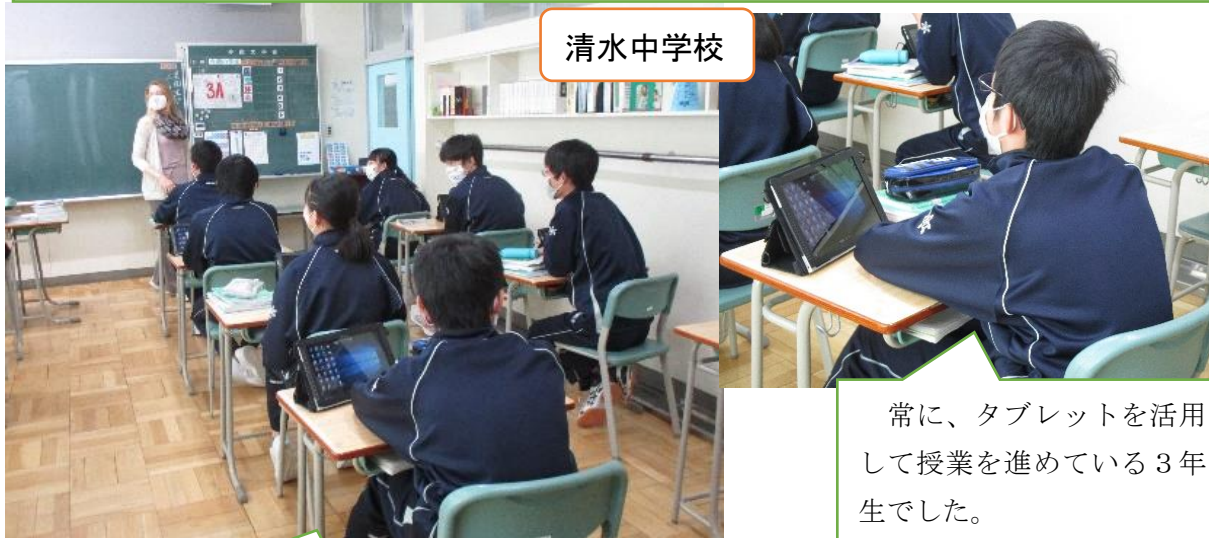 清水中学校
3A
常に、タブレットを活用
して授業を進めている３年
生でした。